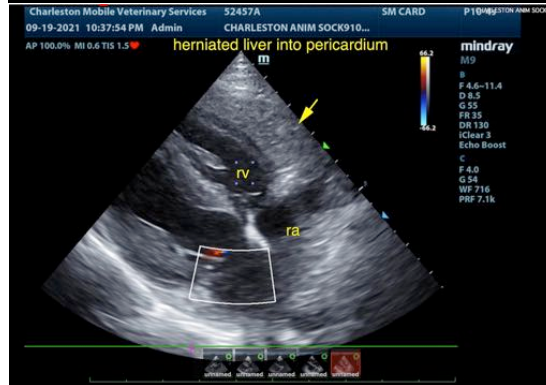 Charleston Mobile Veterinary Services 52457A SM CARD
09-19-2021 10:37:54 PM Admin CHARLESTON ANIM SOCK910...
AP 100.0% MI 0.6 TIS 1.5
herniated liver into pericardium
mindray
M9
m
66.2
-66.2
B
F 4.6-11.4
D 8.5
G 55
FR 35
DR 130
iClear 3
Echo Boost
C
F 4.0
G 54
WF 716
PRF 7.1k
rv
ra
unnamed unnamed unnamed unnamed unnamed